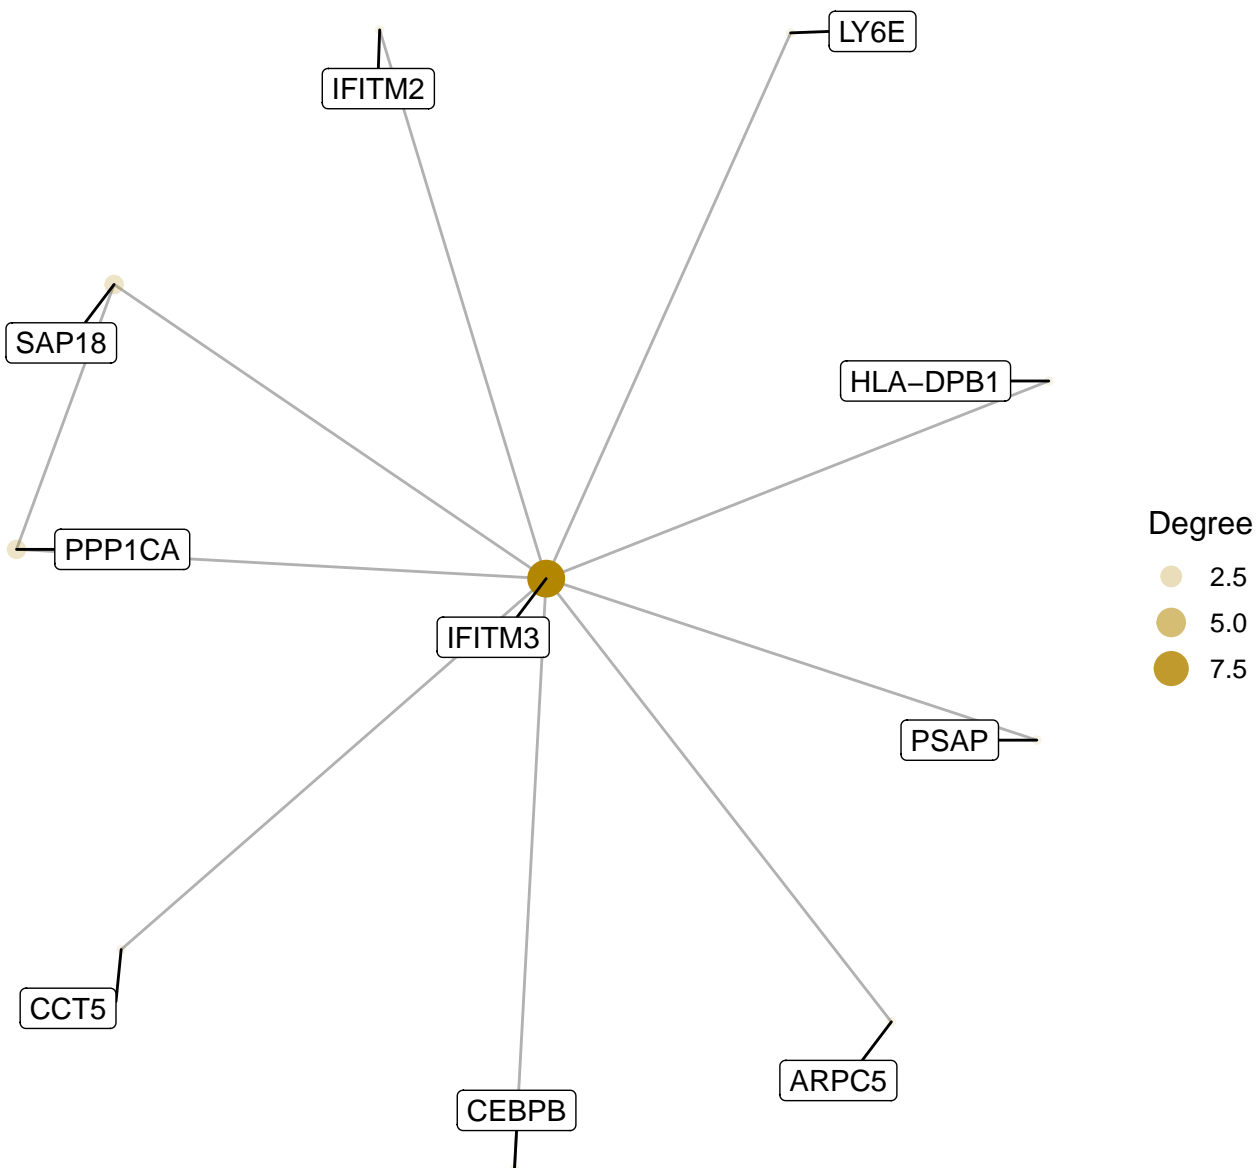 LY6E
IFITM2
SAP18
HLA−DPB1
Degree
PPP1CA
2.5
5.0
IFITM3
7.5
PSAP
CCT5
ARPC5
CEBPB